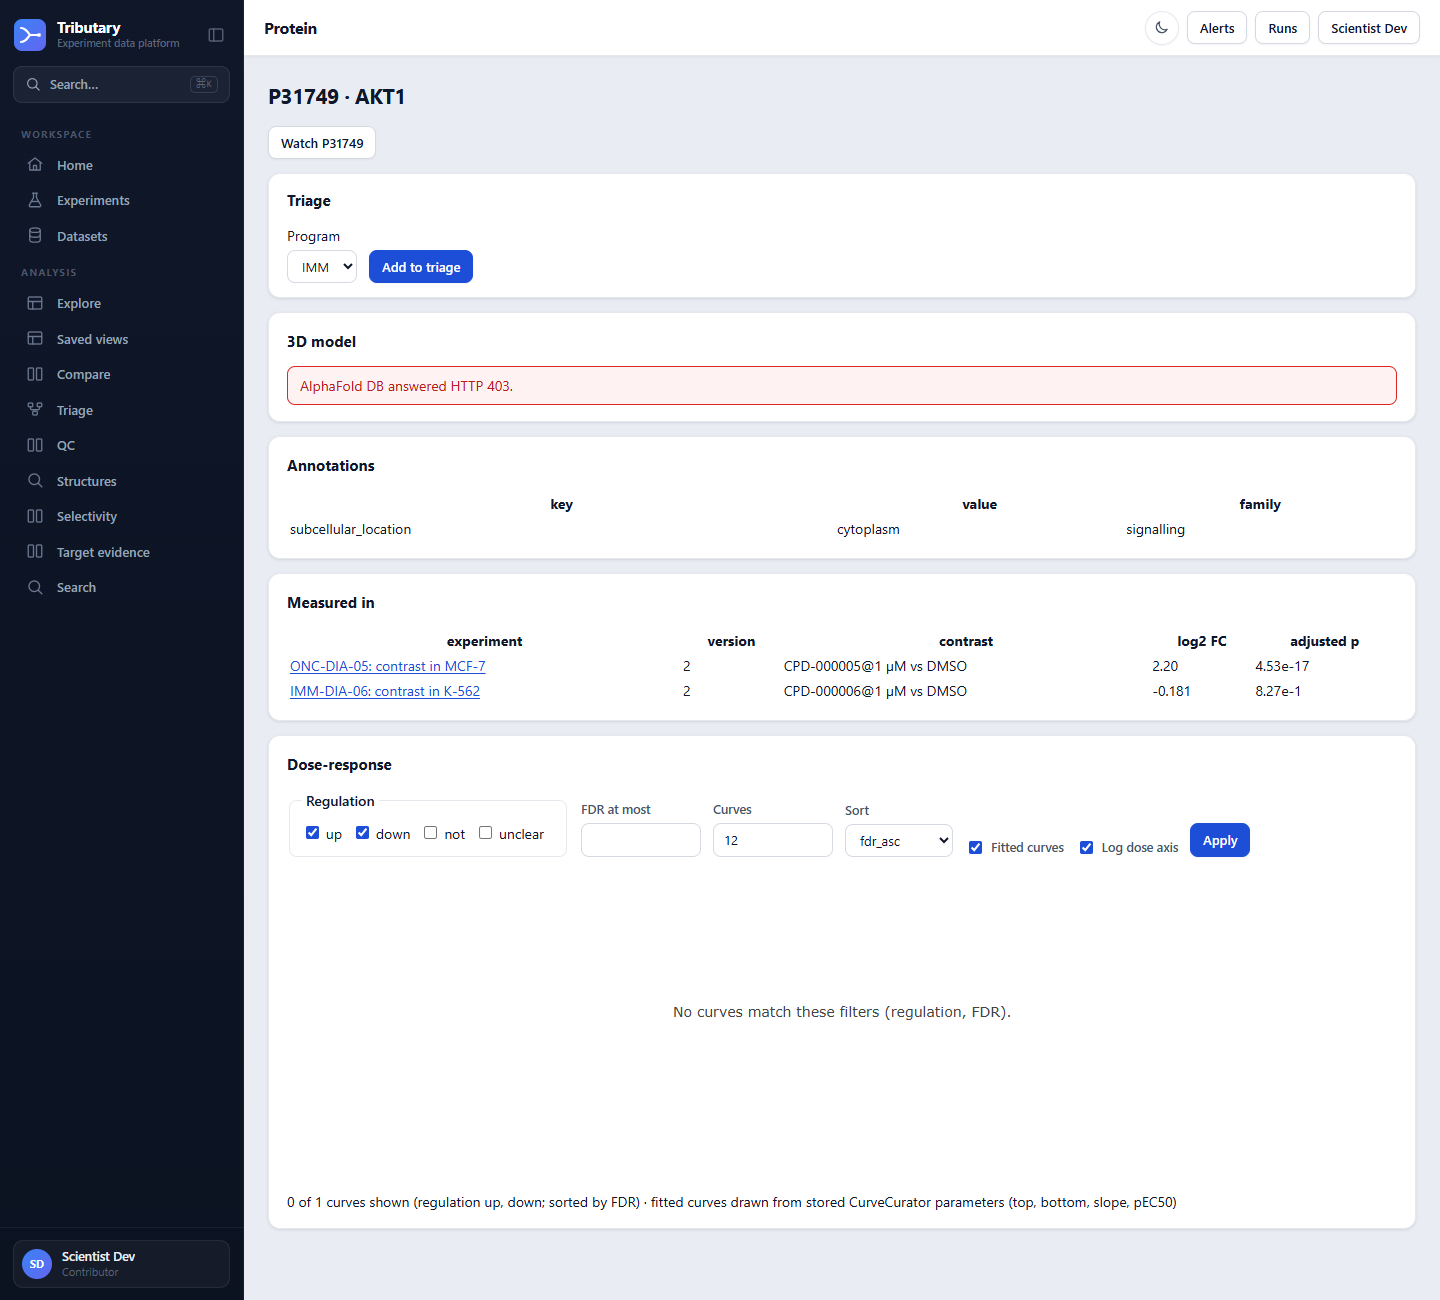 Tributary
Experiment data platform
Search...
⌘K
WORKSPACE
Home
Experiments
Datasets
ANALYSIS
Explore
Saved views
Compare
Triage
QC
Structures
Selectivity
Target evidence
Search
SD
Scientist Dev
Contributor
Protein
Alerts
Runs
Scientist Dev
P31749 · AKT1
Watch P31749
Triage
Program
IMM
Add to triage
3D model
AlphaFold DB answered HTTP 403.
Annotations
key value family
subcellular_location cytoplasm signalling
Measured in
experiment version contrast log2 FC adjusted p
ONC-DIA-05: contrast in MCF-7 2 CPD-000005@1 µM vs DMSO 2.20 4.53e-17
IMM-DIA-06: contrast in K-562 2 CPD-000006@1 µM vs DMSO -0.181 8.27e-1
Dose-response
Regulation
up down not unclear
FDR at most
Curves
12
Sort
fdr_asc
Fitted curves
Log dose axis
Apply
No curves match these filters (regulation, FDR).
0 of 1 curves shown (regulation up, down; sorted by FDR) · fitted curves drawn from stored CurveCurator parameters (top, bottom, slope, pEC50)